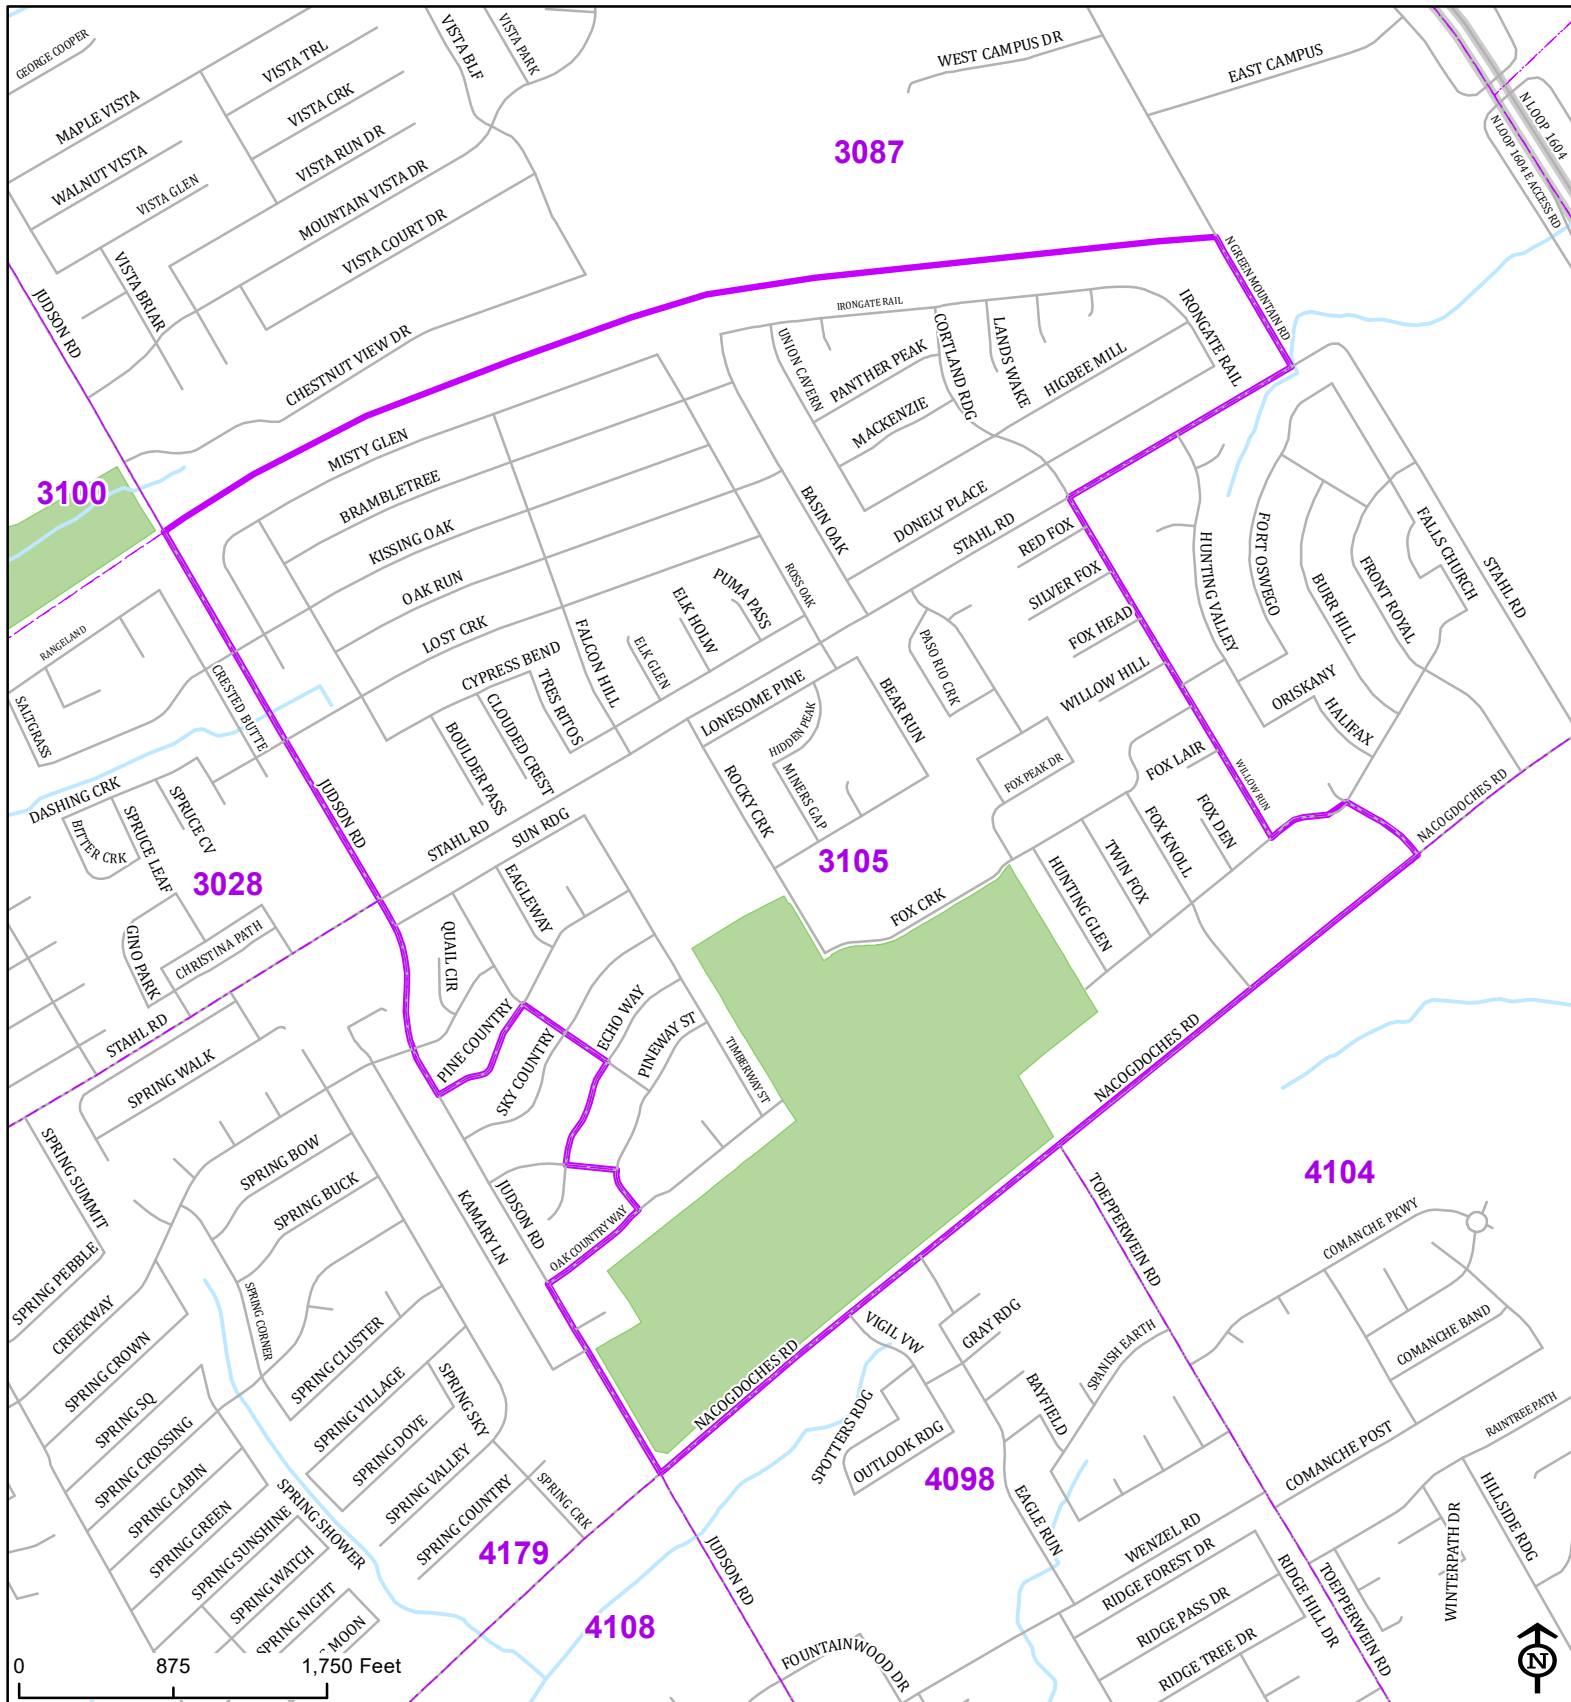 GEORGE COOPER
VISTA TRL
VISTA BLF
VISTA PARK
WEST CAMPUS DR
EAST CAMPUS
MAPLE VISTA
VISTA CRK
N LOOP 1604
N LOOP 1604 E ACCESS RD
WALNUT VISTA
VISTA RUN DR
3087
VISTA GLEN
MOUNTAIN VISTA DR
VISTA COURT DR
VISTA BRIAR
N GREEN MOUNTAIN RD
JUDSON RD
IRONGATE RAIL
IRONGATE RAIL
CHESTNUT VIEW DR
UNION CAVERN
PANTHER PEAK
CORTLAND RDG
LANDS WAKE
HIGBEE MILL
MACKENZIE
MISTY GLEN
3100
BRAMBLETREE
BASIN OAK
DONELY PLACE
KISSING OAK
STAHL RD
RED FOX
HUNTING VALLEY
FORT OSWEGO
FALLS CHURCH
OAK RUN
PUMA PASS
ROSS OAK
SILVER FOX
BURR HILL
FRONT ROYAL
STAHL RD
ELK HOLW
FOX HEAD
RANGELAND
LOST CRK
FALCON HILL
ELK GLEN
PASO RIO CRK
CRESTED BUTTE
CYPRESS BEND
TRES RITOS
LONESOME PINE
BEAR RUN
WILLOW HILL
ORISKANY
SALTGRASS
CLOUDED CREST
HIDDEN PEAK
HALIFAX
BOULDER PASS
ROCKY CRK
MINERS GAP
FOX PEAK DR
FOX LAIR
WILLOW RUN
DASHING CRK
SPRUCE CV
JUDSON RD
NACOGDOCHES RD
BITTER CRK
SPRUCE LEAF
STAHL RD
SUN RDG
FOX DEN
FOX KNOLL
3105
TWIN FOX
3028
HUNTING GLEN
EAGLEWAY
FOX CRK
GINO PARK
CHRISTINA PATH
QUAIL CIR
STAHL RD
PINE COUNTRY
ECHO WAY
SKY COUNTRY
PINEWAY ST
TIMBERWAY ST
NACOGDOCHES RD
SPRING WALK
SPRING SUMMIT
SPRING BOW
SPRING BUCK
4104
TOEPPERWEIN RD
KAMARY LN
JUDSON RD
OAK COUNTRY WAY
COMANCHE PKWY
SPRING PEBBLE
CREEKWAY
SPRING CORNER
SPRING CROWN
SPRING CLUSTER
VIGIL VW
GRAY RDG
SPANISH EARTH
COMANCHE BAND
SPRING SQ
SPRING VILLAGE
SPRING SKY
NACOGDOCHES RD
BAYFIELD
RAINTREE PATH
SPRING CROSSING
SPRING DOVE
SPOTTERS RDG
OUTLOOK RDG
COMANCHE POST
SPRING CABIN
SPRING VALLEY
4098
SPRING GREEN
SPRING SHOWER
SPRING COUNTRY
SPRING CRK
EAGLE RUN
HILLSIDE RDG
WINTERPATH DR
SPRING SUNSHINE
4179
JUDSON RD
WENZEL RD
SPRING WATCH
RIDGE FOREST DR
RIDGE HILL DR
TOEPPERWEIN RD
SPRING NIGHT
4108
RIDGE PASS DR
MOON
FOUNTAINWOOD DR
RIDGE TREE DR
0 875 1,750 Feet
N